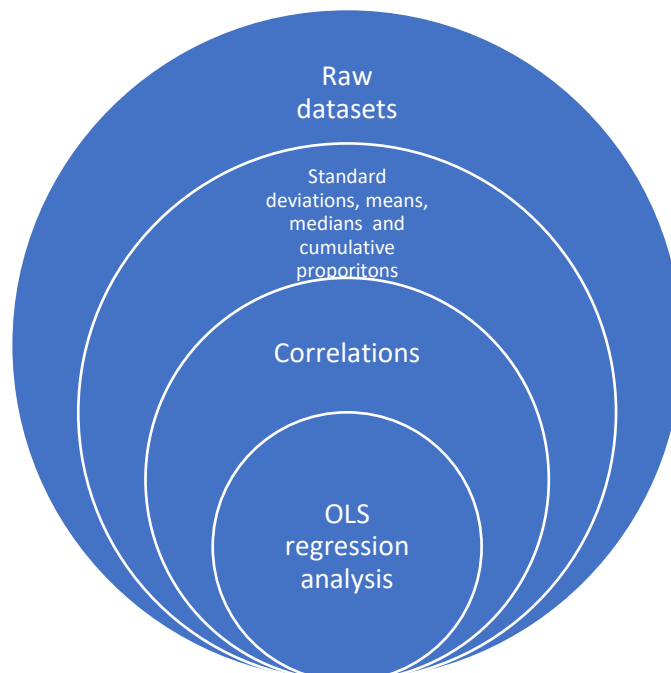 Raw
datasets
Standard
deviations, means,
medians and
cumulative
proporitons
Correlations
OLS
regression
analysis